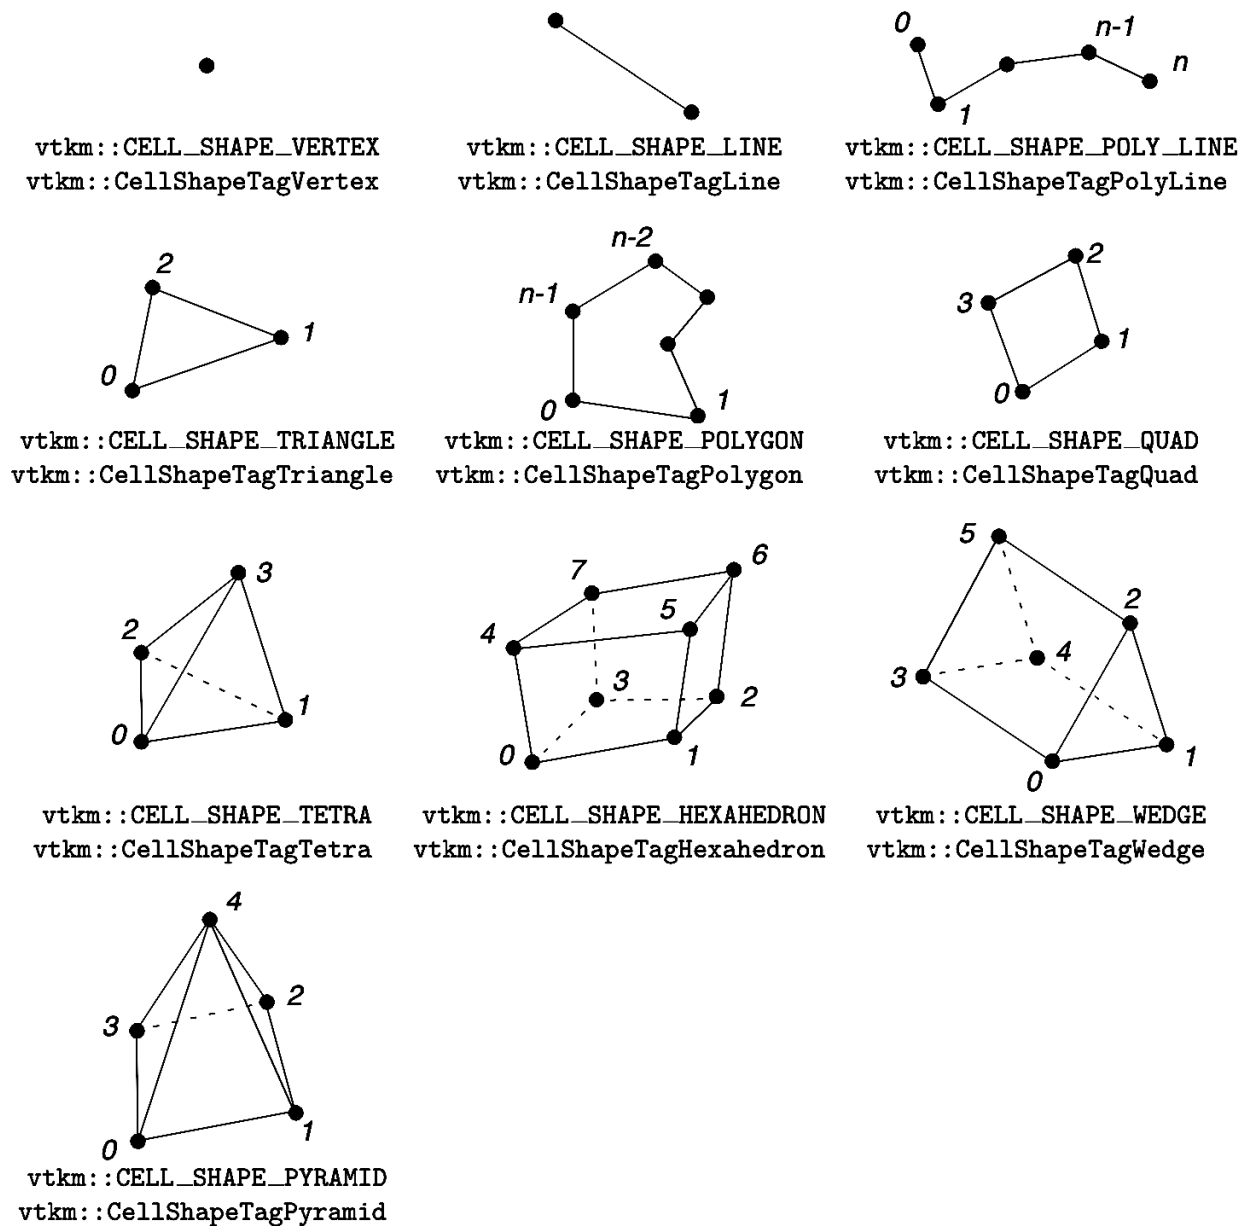 0
n-1
n
1
vtkm::CELL_SHAPE_VERTEX
vtkm::CellShapeTagVertex
vtkm::CELL_SHAPE_LINE
vtkm::CellShapeTagLine
vtkm::CELL_SHAPE_POLY_LINE
vtkm::CellShapeTagPolyLine
2
1
0
vtkm::CELL_SHAPE_TRIANGLE
vtkm::CellShapeTagTriangle
n-2
n-1
0
1
vtkm::CELL_SHAPE_POLYGON
vtkm::CellShapeTagPolygon
2
3
1
0
vtkm::CELL_SHAPE_QUAD
vtkm::CellShapeTagQuad
3
2
1
0
vtkm::CELL_SHAPE_TETRA
vtkm::CellShapeTagTetra
6
7
5
4
3
2
0
1
vtkm::CELL_SHAPE_HEXAHEDRON
vtkm::CellShapeTagHexahedron
5
2
4
3
1
0
vtkm::CELL_SHAPE_WEDGE
vtkm::CellShapeTagWedge
4
2
3
1
0
vtkm::CELL_SHAPE_PYRAMID
vtkm::CellShapeTagPyramid